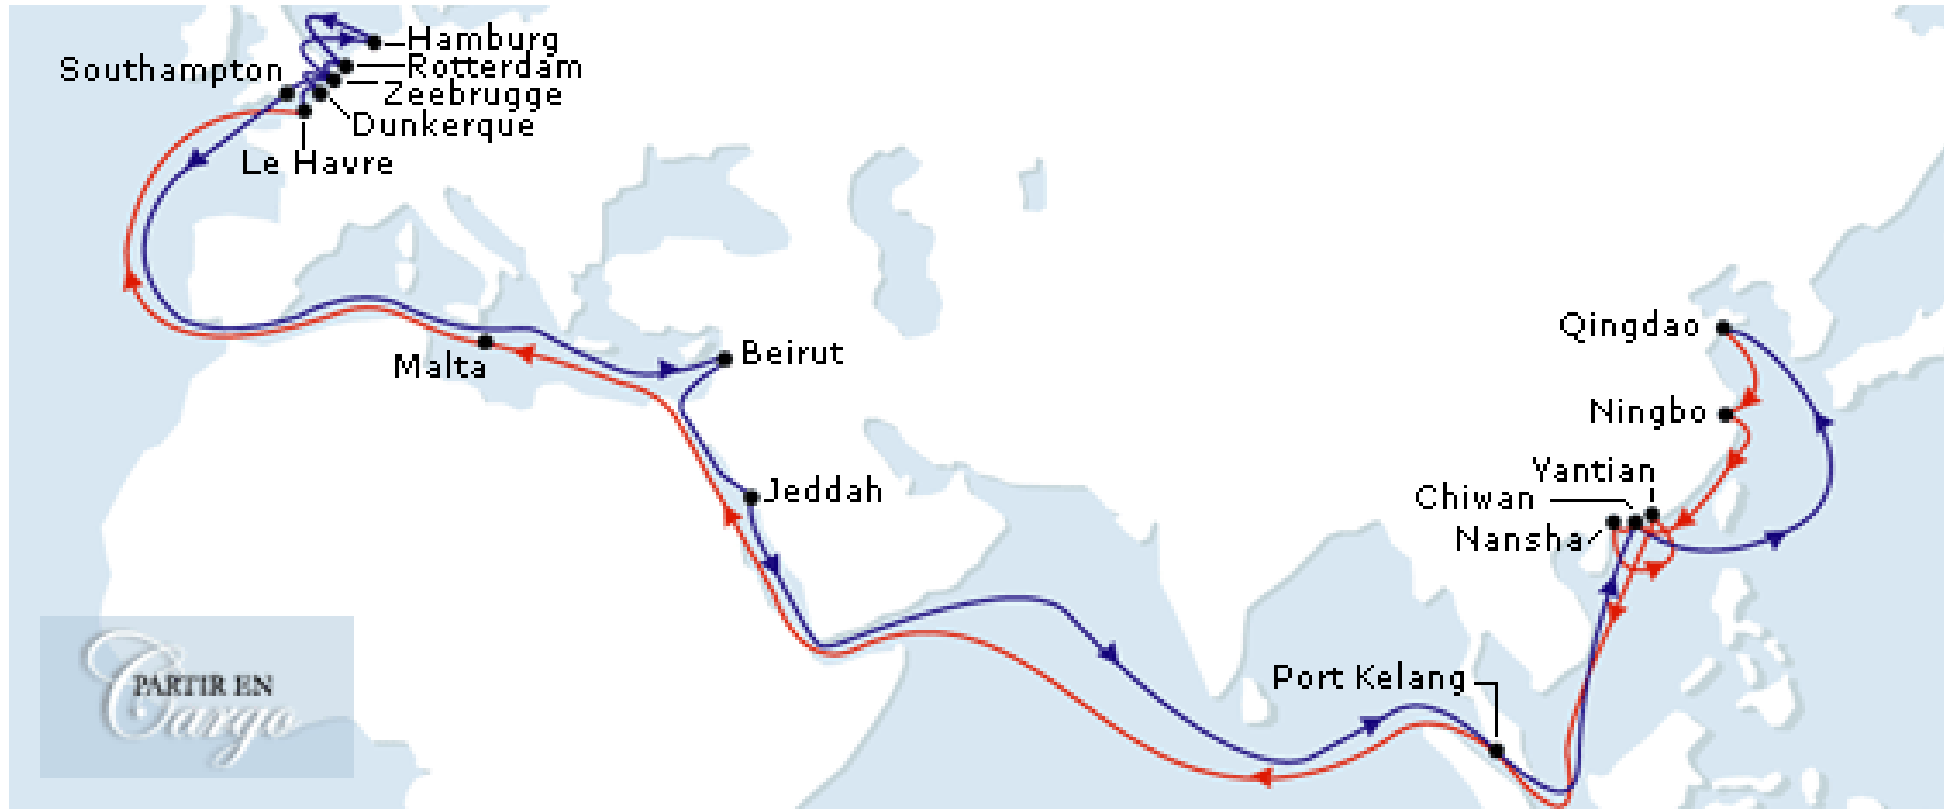 Hamburg
Rotterdam
Southampton
Zeebrugge
Dunkerque
Le Havre
Malta
Beirut
Jeddah
Qingdao
Ningbo
Yantian
Chiwan
Nansha
Port Kelang
PARTIR EN
Cargo